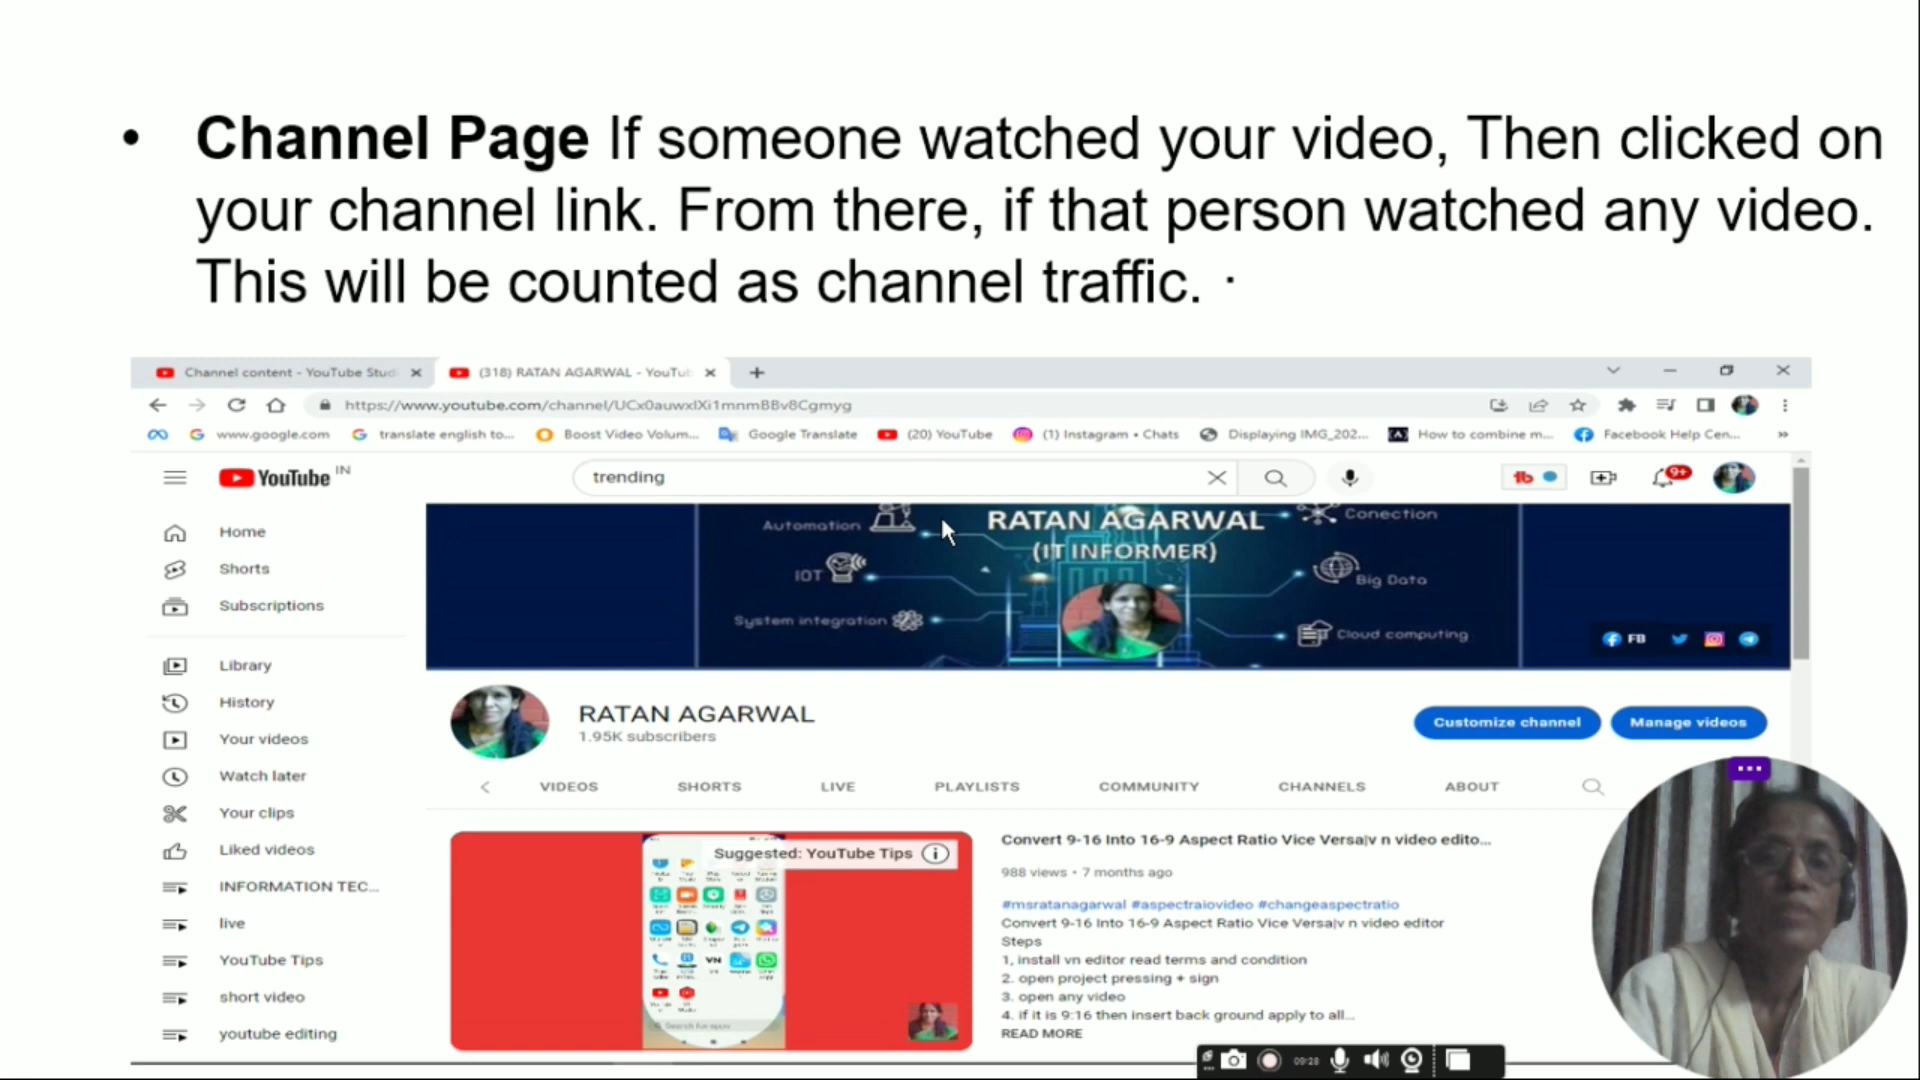 • Channel Page If someone watched your video, Then clicked on
your channel link. From there, if that person watched any video.
This will be counted as channel traffic. ·
Channel content - YouTube Stud
(318) RATAN AGARWAL - YouTu
https://www.youtube.com/channel/UCx0auwxlXi1mnmBBv8Cgmyg
www.google.com
translate english to...
Boost Video Volum...
Google Translate
(20) YouTube
(1) Instagram • Chats
Displaying IMG_202...
How to combine m...
Facebook Help Cen...
YouTube IN
trending
9+
Home
Shorts
Subscriptions
Library
History
Your videos
Watch later
Your clips
Liked videos
INFORMATION TEC...
live
YouTube Tips
short video
youtube editing
Automation
RATAN AGARWAL
Conection
(IT INFORMER)
IOT
Big Data
System integration
Cloud computing
FB
RATAN AGARWAL
1.95K subscribers
Customize channel
Manage videos
VIDEOS
SHORTS
LIVE
PLAYLISTS
COMMUNITY
CHANNELS
ABOUT
Suggested: YouTube Tips
VN
Convert 9-16 Into 16-9 Aspect Ratio Vice Versa|v n video edito...
988 views • 7 months ago
#msratanagarwal #aspectraiovideo #changeaspectratio
Convert 9-16 Into 16-9 Aspect Ratio Vice Versa|v n video editor
Steps
1, install vn editor read terms and condition
2. open project pressing + sign
3. open any video
4. if it is 9:16 then insert back ground apply to all...
READ MORE
09:28